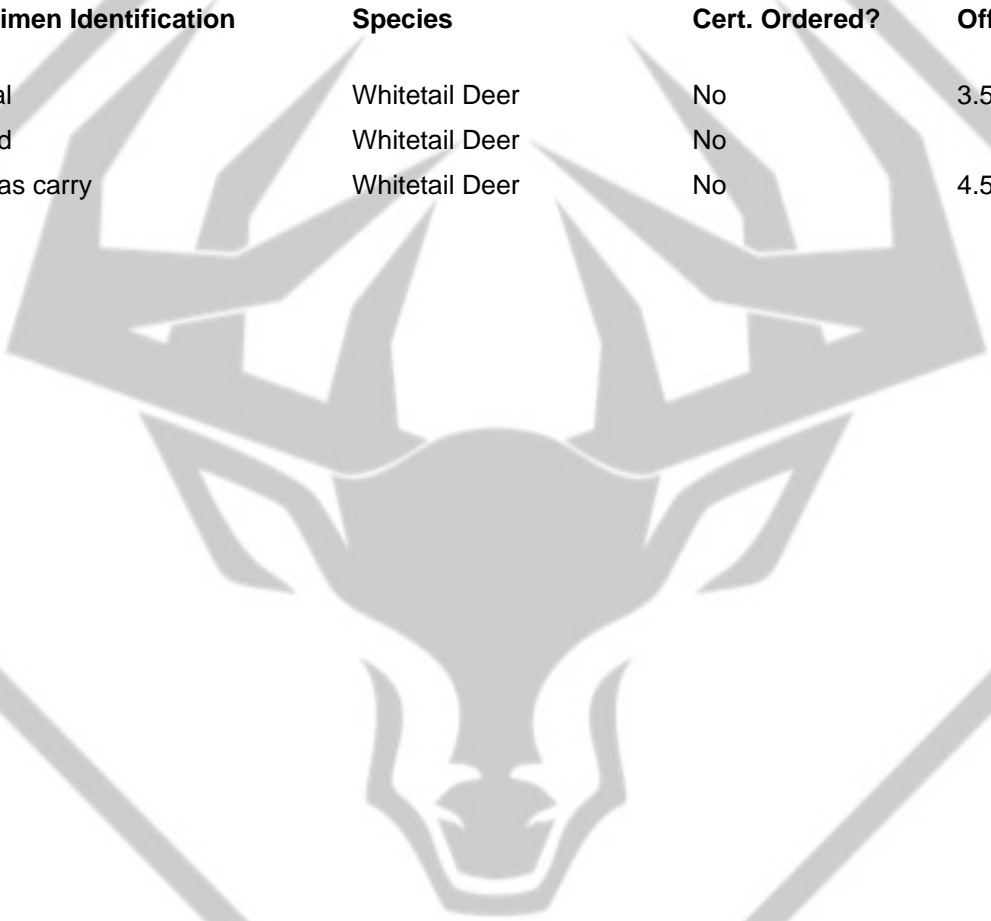 imen Identification Species Cert. Ordered? Off
al Whitetail Deer No 3.5
d Whitetail Deer No
as carry Whitetail Deer No 4.5